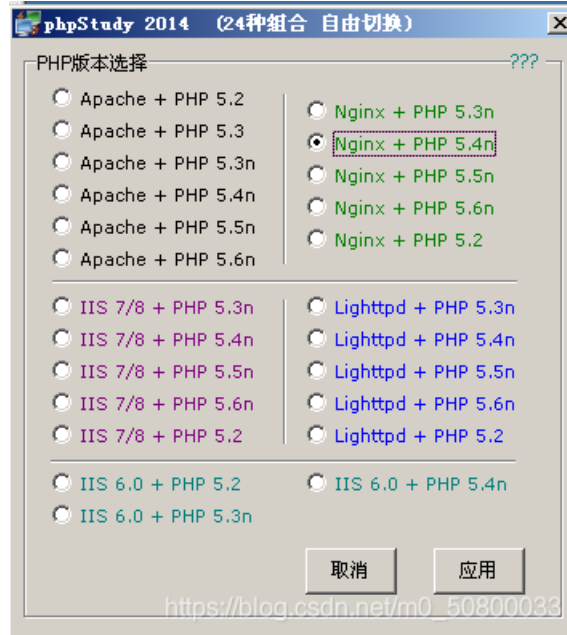 phpStudy 2014 （24种组合 自由切换）
PHP版本选择
???
Apache + PHP 5.2
Apache + PHP 5.3
Apache + PHP 5.3n
Apache + PHP 5.4n
Apache + PHP 5.5n
Apache + PHP 5.6n
Nginx + PHP 5.3n
Nginx + PHP 5.4n
Nginx + PHP 5.5n
Nginx + PHP 5.6n
Nginx + PHP 5.2
IIS 7/8 + PHP 5.3n
IIS 7/8 + PHP 5.4n
IIS 7/8 + PHP 5.5n
IIS 7/8 + PHP 5.6n
IIS 7/8 + PHP 5.2
Lighttpd + PHP 5.3n
Lighttpd + PHP 5.4n
Lighttpd + PHP 5.5n
Lighttpd + PHP 5.6n
Lighttpd + PHP 5.2
IIS 6.0 + PHP 5.2
IIS 6.0 + PHP 5.3n
IIS 6.0 + PHP 5.4n
取消
应用
https://blog.csdn.net/m0_50800033